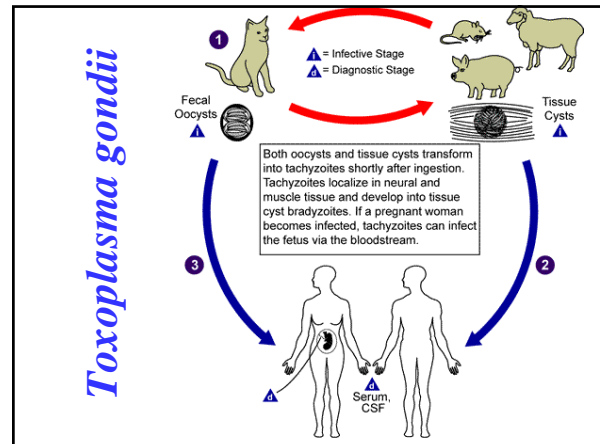 Toxoplasma gondii
1
i = Infective Stage
d = Diagnostic Stage
Fecal
Oocysts
i
Tissue
Cysts
i
Both oocysts and tissue cysts transform
into tachyzoites shortly after ingestion.
Tachyzoites localize in neural and
muscle tissue and develop into tissue
cyst bradyzoites. If a pregnant woman
becomes infected, tachyzoites can infect
the fetus via the bloodstream.
3
2
d
d
Serum,
CSF